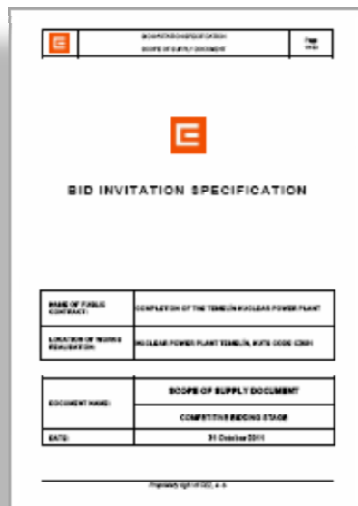 BID INVITATION SPECIFICATION
SCOPE OF SUPPLY DOCUMENT
Page
BID INVITATION SPECIFICATION
NAME OF PUBLIC
CONTRACT:
COMPLETION OF THE TEMELÍN NUCLEAR POWER PLANT
LOCATION OF WORKS
REALISATION:
NUCLEAR POWER PLANT TEMELÍN, NUTS CODE
DOCUMENT NAME:
SCOPE OF SUPPLY DOCUMENT
COMPETITIVE BIDDING STAGE
DATE:
31 October 2011
Proprietary right of ČEZ, a. s.